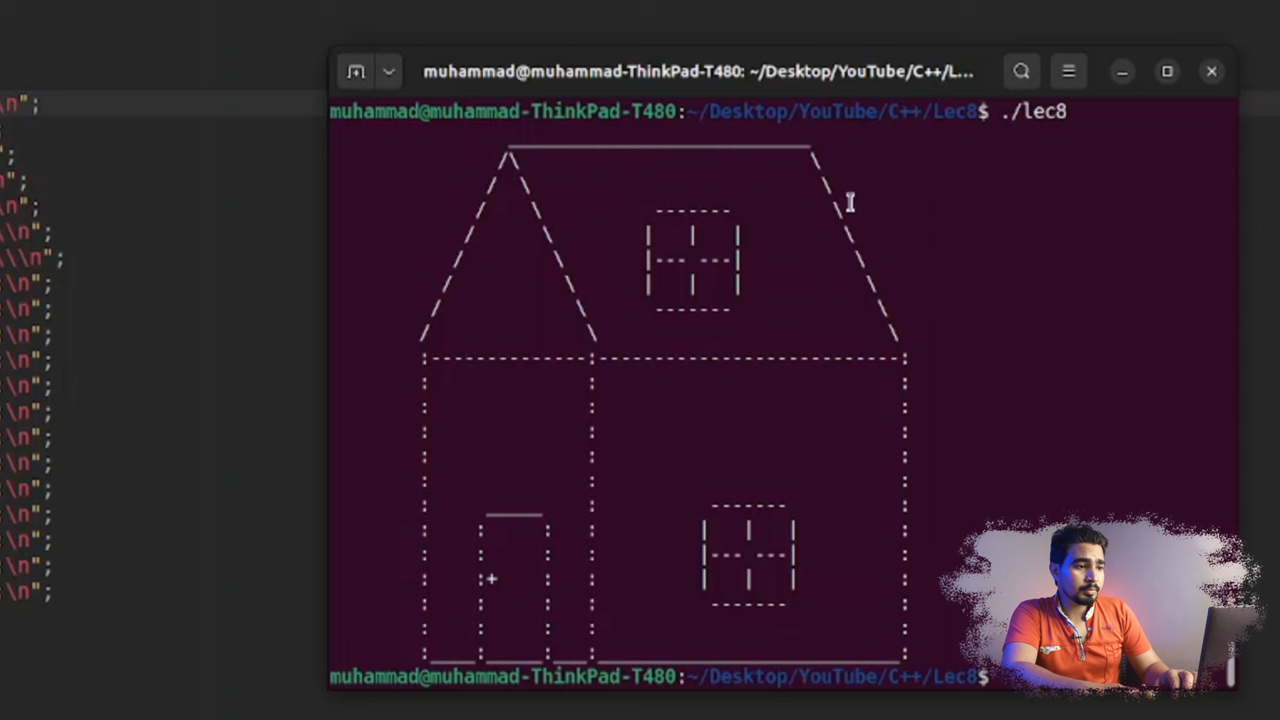 muhammad@muhammad-ThinkPad-T480: ~/Desktop/YouTube/C++/L...
\n";
muhammad@muhammad-ThinkPad-T480:~/Desktop/YouTube/C++/Lec8$ ./lec8
;
";
n";
\n";
\\n";
\\\n";
:\n";
:\n";
:\n";
:\n";
:\n";
:\n";
:\n";
:\n";
:\n";
:\n";
:\n";
:\n";
:\n";
muhammad@muhammad-ThinkPad-T480:~/Desktop/YouTube/C++/Lec8$